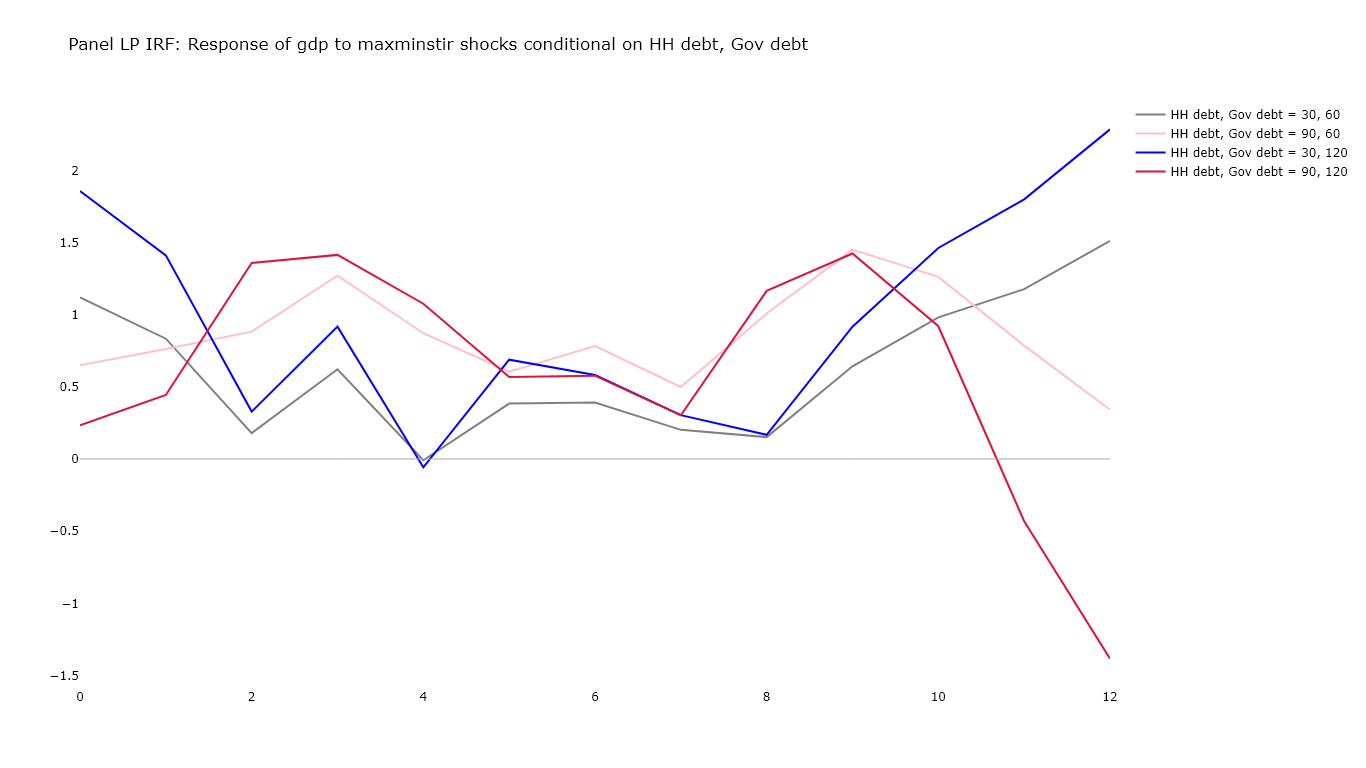 Panel LP IRF: Response of gdp to maxminstir shocks conditional on HH debt, Gov debt
HH debt, Gov debt = 30, 60
HH debt, Gov debt = 90, 60
HH debt, Gov debt = 30, 120
HH debt, Gov debt = 90, 120
2
1.5
1
0.5
0
−0.5
−1
−1.5
0 2 4 6 8 10 12